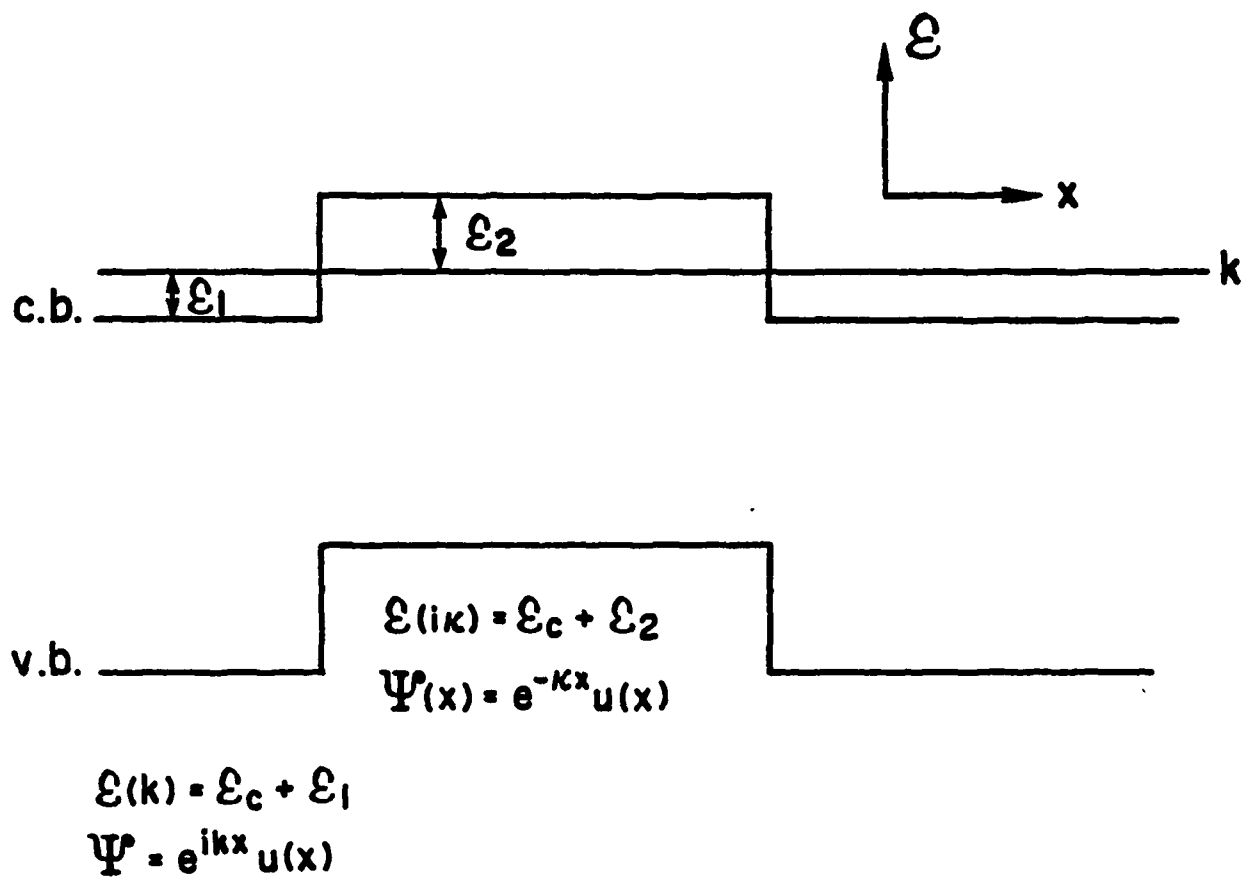 ℰ
x
ℰ2
k
ℰ1
c.b.
ℰ(iκ) = ℰc + ℰ2
v.b.
Ψ(x) = e^-κx u(x)
ℰ(k) = ℰc + ℰ1
Ψ = e^ikx u(x)